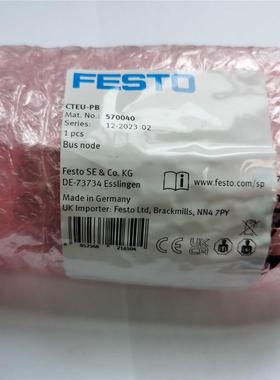 FESTO
CTEU-PB
Mat. No.: 570040
Series: 12-2023 02
1 pcs
Bus node
Festo SE & Co. KG
DE-73734 Esslingen
www.festo.com/sp
Made in Germany
UK Importer: Festo Ltd, Brackmills, NN4 7PY